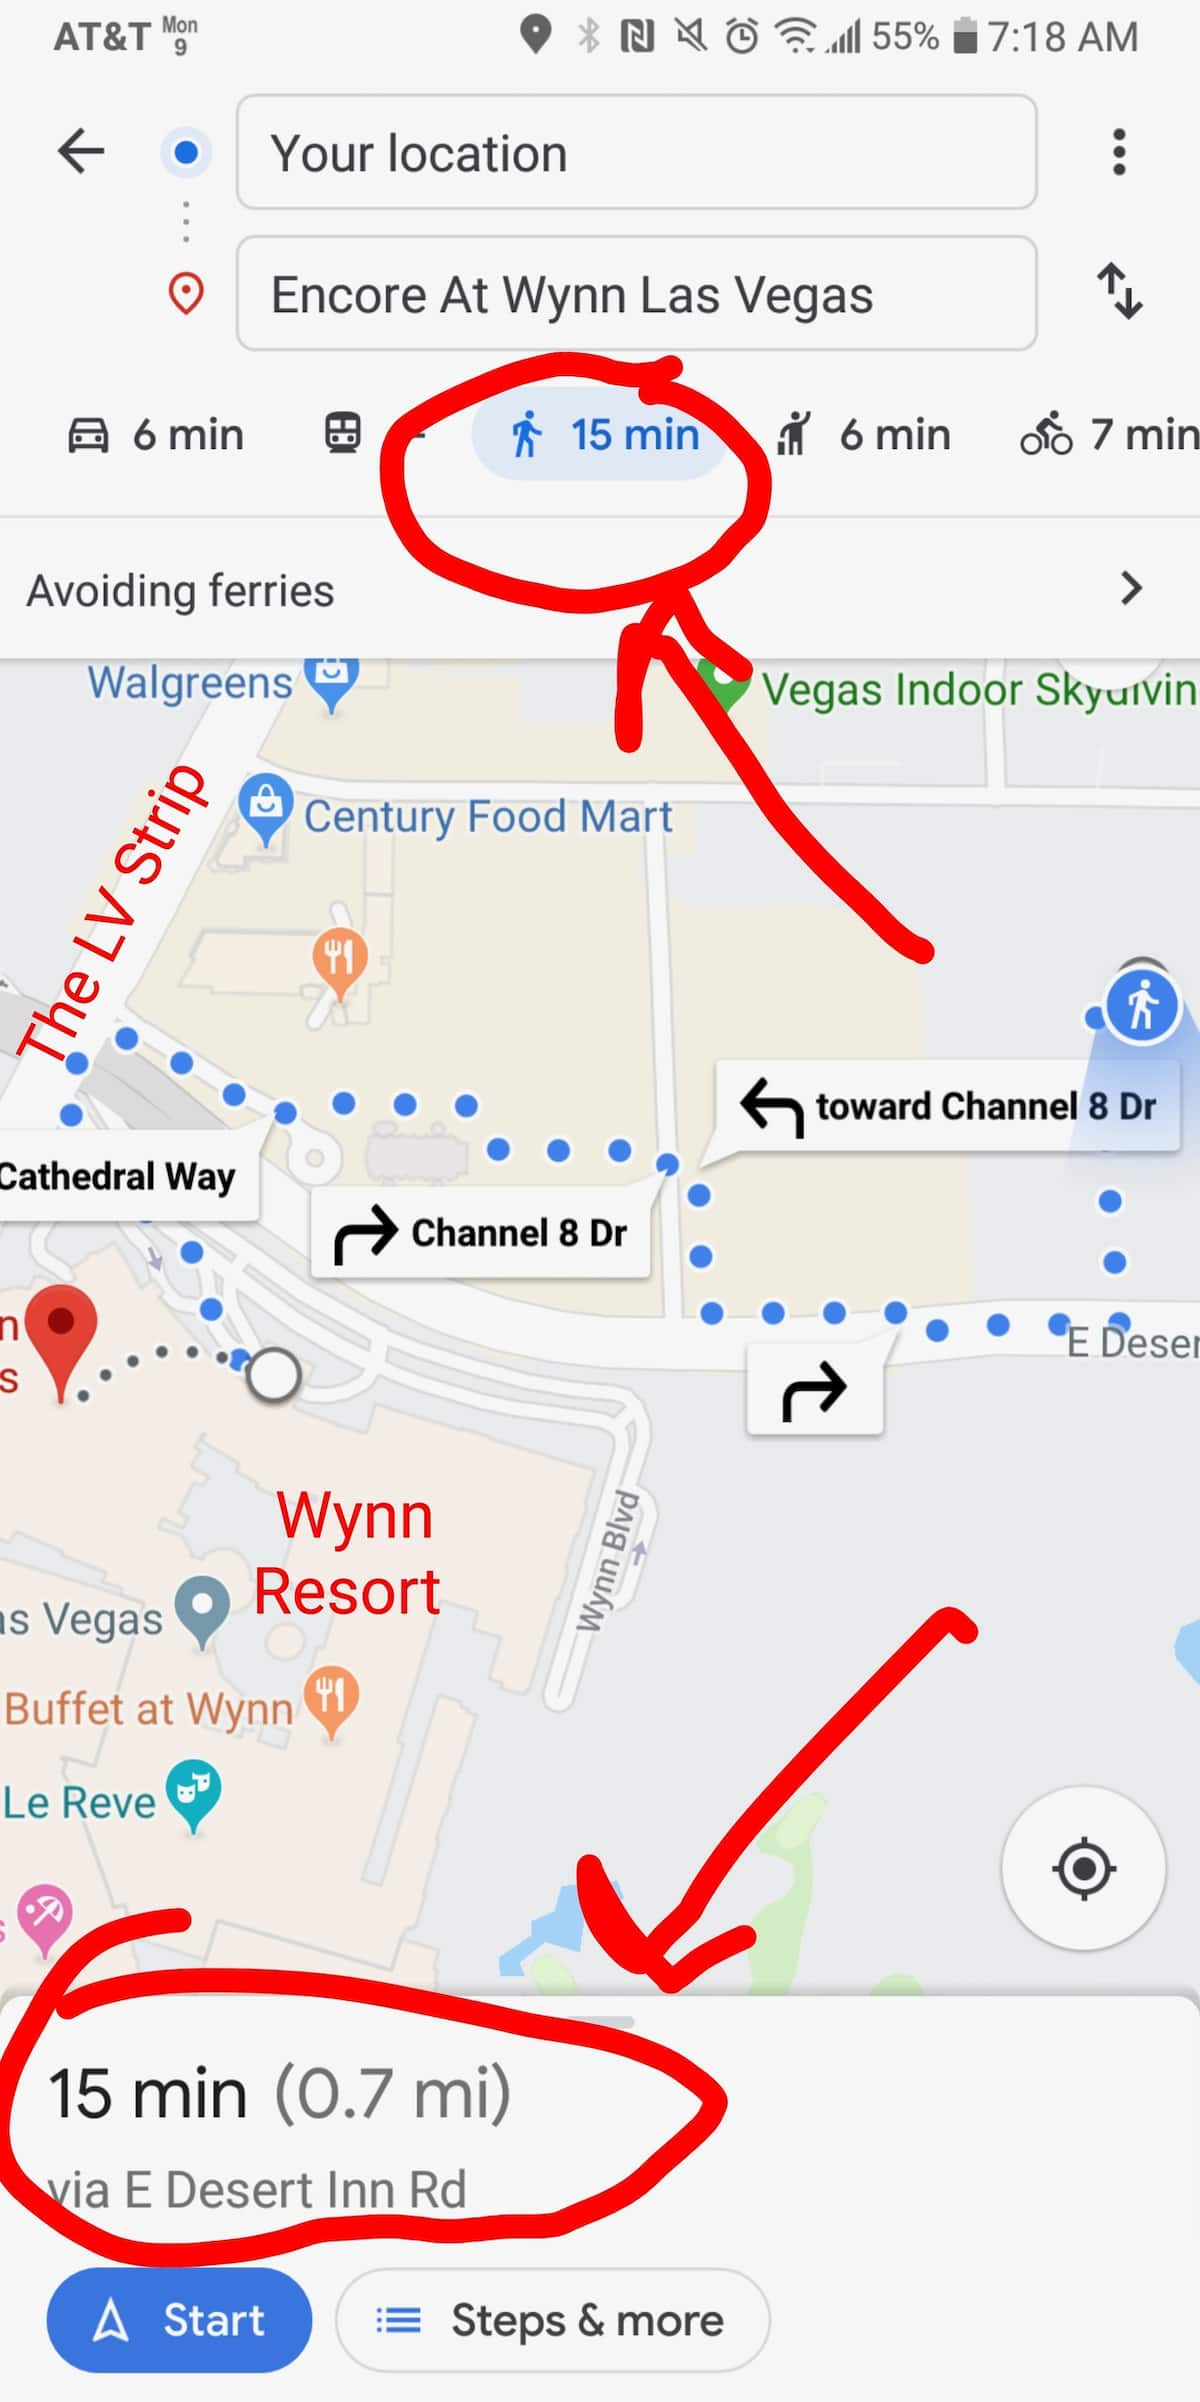 AT&T Mon 9 55% 7:18 AM
Your location
Encore At Wynn Las Vegas
6 min 15 min 6 min 7 min
Avoiding ferries
Walgreens
Vegas Indoor Skydivin
Century Food Mart
The LV Strip
toward Channel 8 Dr
Cathedral Way
Channel 8 Dr
n
s
E Deser
Wynn
Resort
Wynn Blvd
as Vegas
Buffet at Wynn
Le Reve
s
15 min (0.7 mi)
via E Desert Inn Rd
Start Steps & more